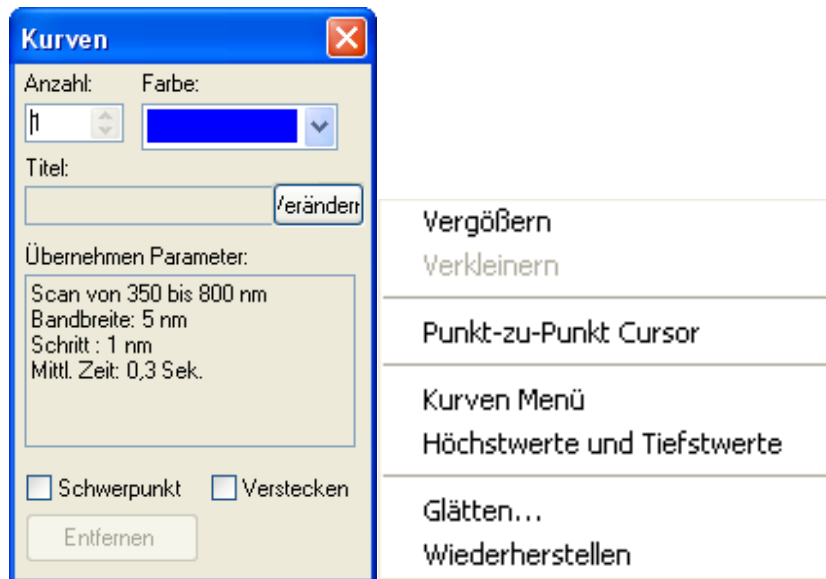 Kurven
Anzahl: Farbe:
1
Titel:
Übernehmen Parameter:
Scan von 350 bis 800 nm
Bandbreite: 5 nm
Schritt : 1 nm
Mittl. Zeit: 0,3 Sek.
Schwerpunkt Verstecken
Entfernen
Vergößern
Verkleinern
Punkt-zu-Punkt Cursor
Kurven Menü
Höchstwerte und Tiefstwerte
Glätten...
Wiederherstellen